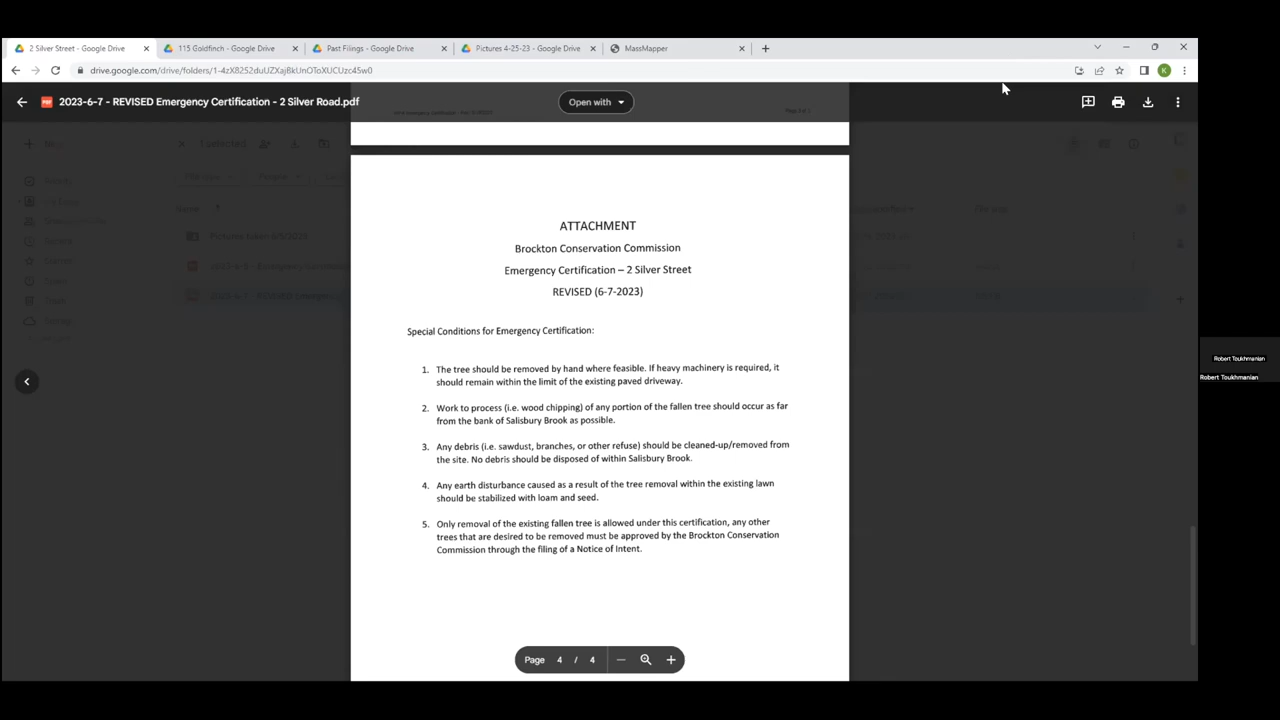 2 Silver Street - Google Drive
115 Goldfinch - Google Drive
Past Filings - Google Drive
Pictures 4-25-23 - Google Drive
MassMapper
drive.google.com/drive/folders/1-4zX8252duUZXajBkUnOToXUCUzc45w0
K
PDF
2023-6-7 - REVISED Emergency Certification - 2 Silver Road.pdf
Open with
1 selected
Name
ATTACHMENT
Brockton Conservation Commission
Emergency Certification – 2 Silver Street
REVISED (6-7-2023)
Special Conditions for Emergency Certification:
1. The tree should be removed by hand where feasible. If heavy machinery is required, it
should remain within the limit of the existing paved driveway.
2. Work to process (i.e. wood chipping) of any portion of the fallen tree should occur as far
from the bank of Salisbury Brook as possible.
3. Any debris (i.e. sawdust, branches, or other refuse) should be cleaned-up/removed from
the site. No debris should be disposed of within Salisbury Brook.
4. Any earth disturbance caused as a result of the tree removal within the existing lawn
should be stabilized with loam and seed.
5. Only removal of the existing fallen tree is allowed under this certification, any other
trees that are desired to be removed must be approved by the Brockton Conservation
Commission through the filing of a Notice of Intent.
Page 4 / 4
Robert Toukhmanian
Robert Toukhmanian